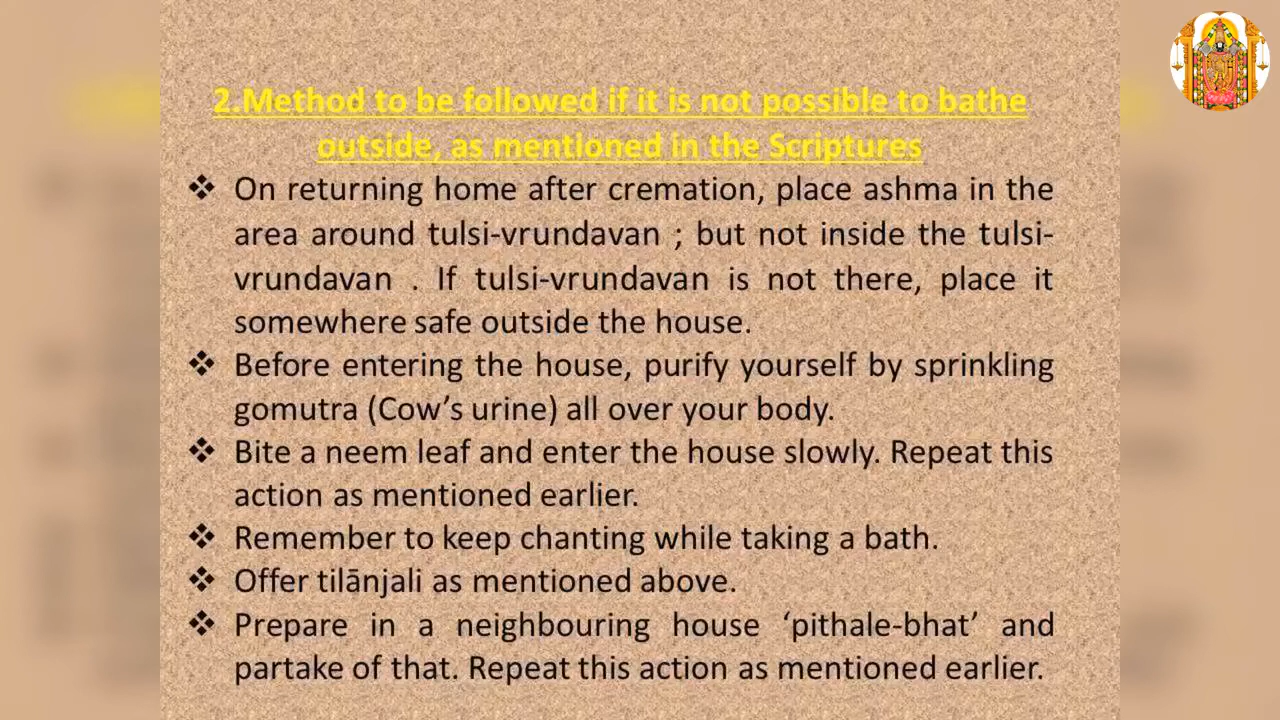 2.Method to be followed if it is not possible to bathe
outside, as mentioned in the Scriptures
❖ On returning home after cremation, place ashma in the
area around tulsi-vrundavan ; but not inside the tulsi-
vrundavan . If tulsi-vrundavan is not there, place it
somewhere safe outside the house.
❖ Before entering the house, purify yourself by sprinkling
gomutra (Cow’s urine) all over your body.
❖ Bite a neem leaf and enter the house slowly. Repeat this
action as mentioned earlier.
❖ Remember to keep chanting while taking a bath.
❖ Offer tilānjali as mentioned above.
❖ Prepare in a neighbouring house ‘pithale-bhat’ and
partake of that. Repeat this action as mentioned earlier.